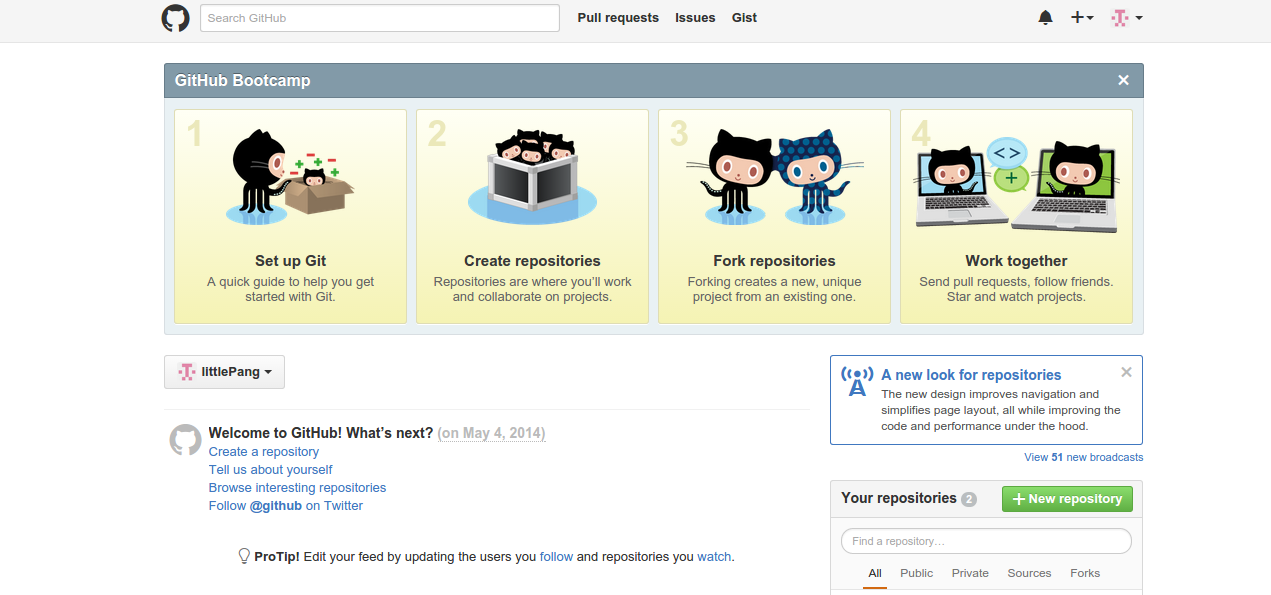 Search GitHub
Pull requests
Issues
Gist
GitHub Bootcamp
1
Set up Git
A quick guide to help you get
started with Git.
2
Create repositories
Repositories are where you’ll work
and collaborate on projects.
3
Fork repositories
Forking creates a new, unique
project from an existing one.
4
<>
+
Work together
Send pull requests, follow friends.
Star and watch projects.
littlePang
Welcome to GitHub! What’s next? (on May 4, 2014)
Create a repository
Tell us about yourself
Browse interesting repositories
Follow @github on Twitter
ProTip! Edit your feed by updating the users you follow and repositories you watch.
A new look for repositories
The new design improves navigation and
simplifies page layout, all while improving the
code and performance under the hood.
View 51 new broadcasts
Your repositories 2
New repository
Find a repository…
All
Public
Private
Sources
Forks